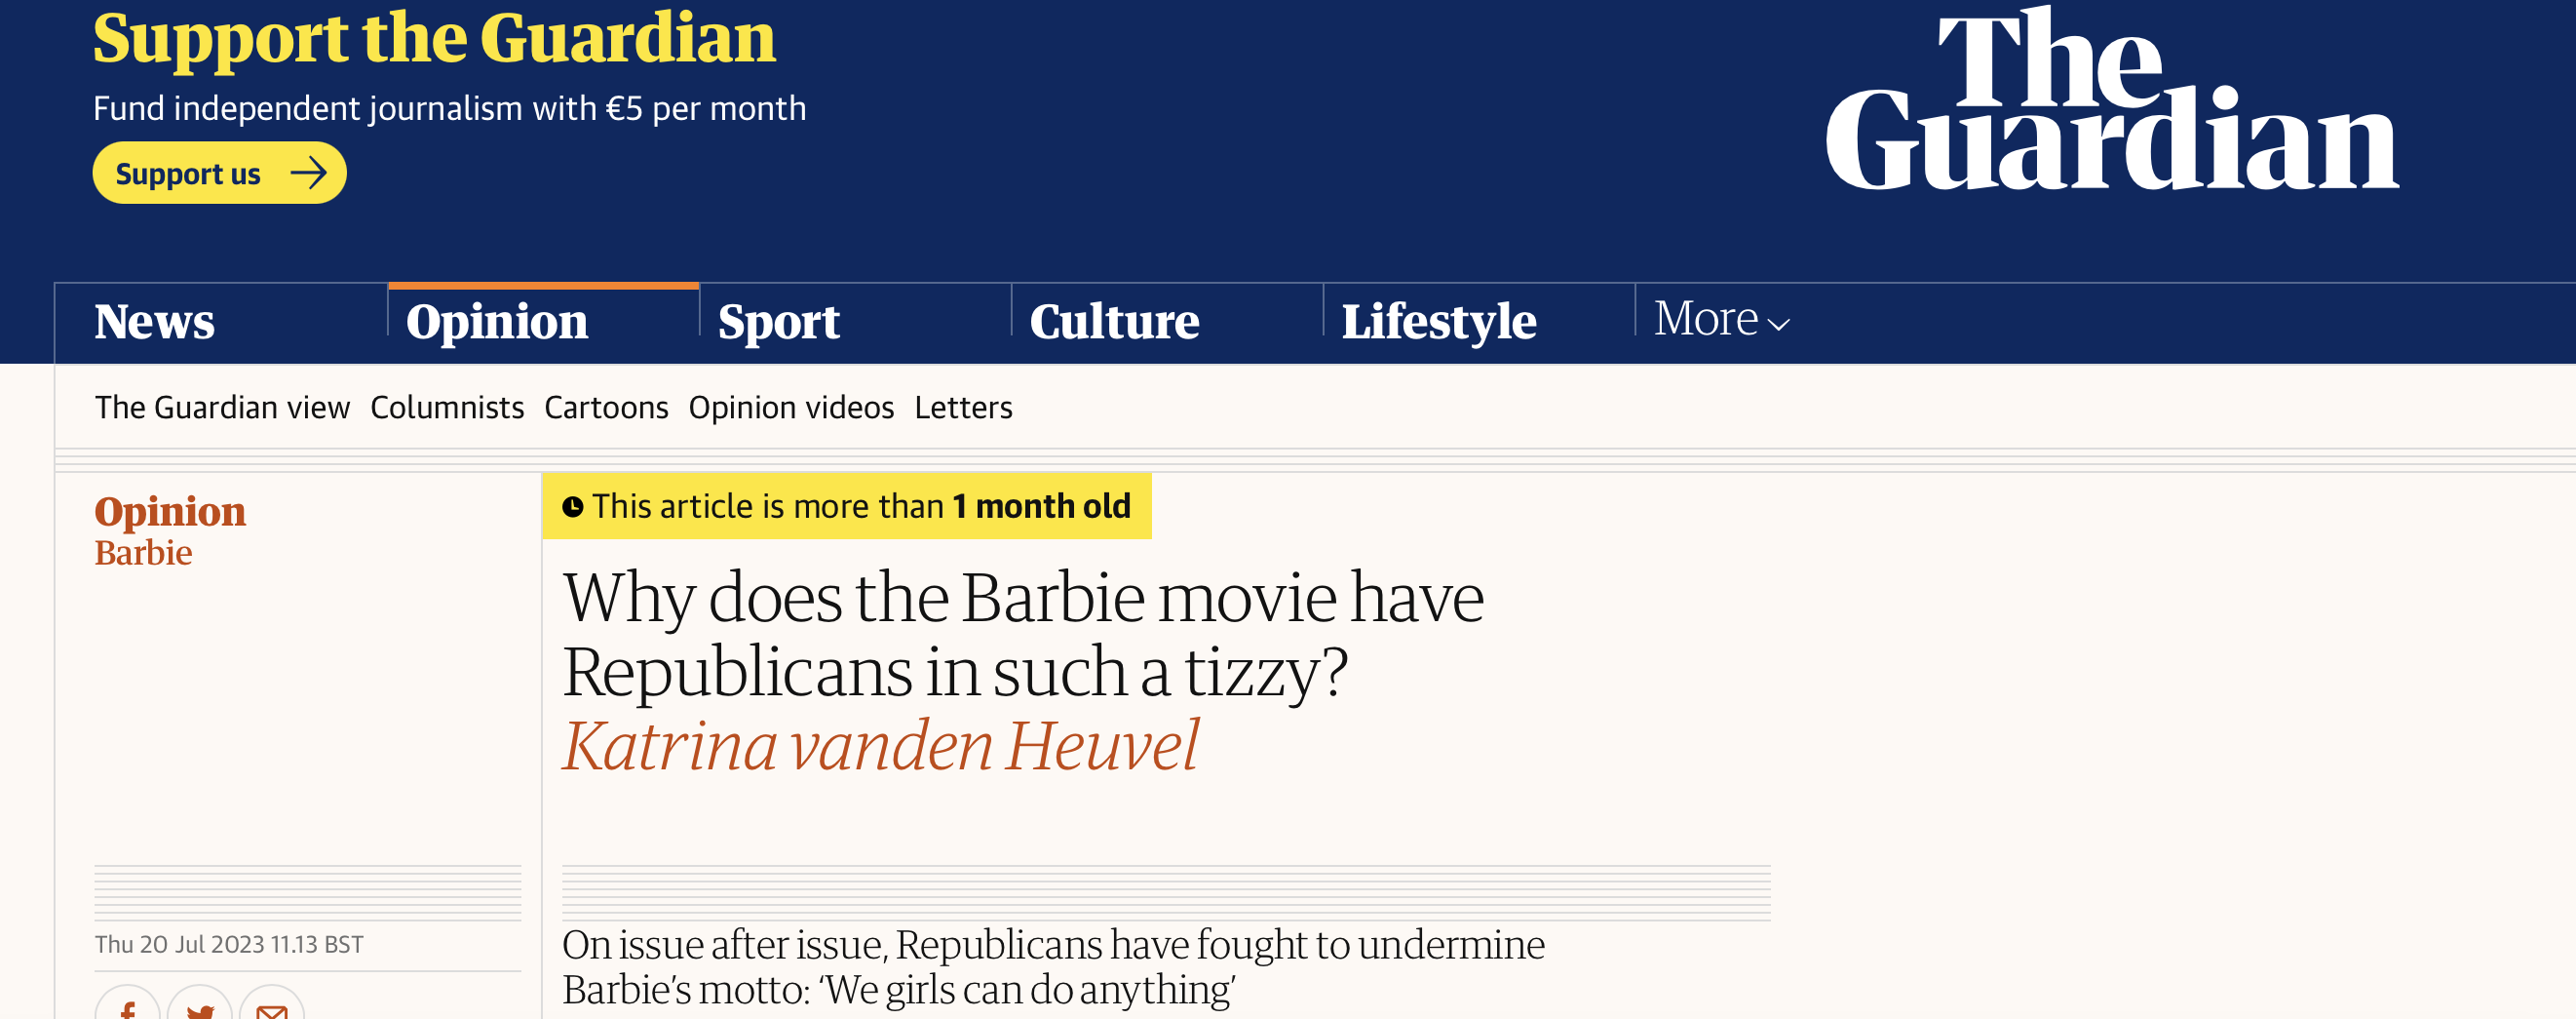 Support the Guardian
Fund independent journalism with €5 per month
Support us
The
Guardian
News
Opinion
Sport
Culture
Lifestyle
More
The Guardian view
Columnists
Cartoons
Opinion videos
Letters
Opinion
Barbie
This article is more than 1 month old
Why does the Barbie movie have
Republicans in such a tizzy?
Katrina vanden Heuvel
Thu 20 Jul 2023 11.13 BST
On issue after issue, Republicans have fought to undermine
Barbie’s motto: ‘We girls can do anything’